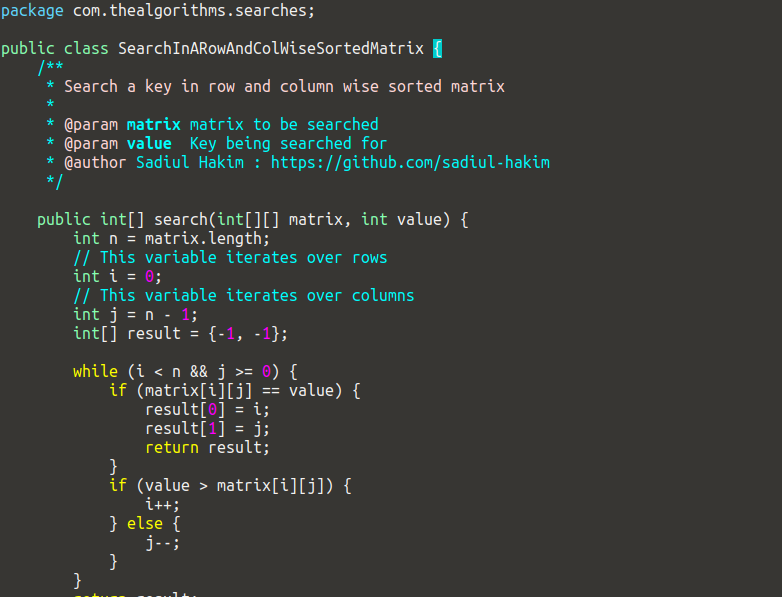 package com.thealgorithms.searches;

public class SearchInARowAndColWiseSortedMatrix {
    /**
     * Search a key in row and column wise sorted matrix
     *
     * @param matrix matrix to be searched
     * @param value  Key being searched for
     * @author Sadiul Hakim : https://github.com/sadiul-hakim
     */

    public int[] search(int[][] matrix, int value) {
        int n = matrix.length;
        // This variable iterates over rows
        int i = 0;
        // This variable iterates over columns
        int j = n - 1;
        int[] result = {-1, -1};

        while (i < n && j >= 0) {
            if (matrix[i][j] == value) {
                result[0] = i;
                result[1] = j;
                return result;
            }
            if (value > matrix[i][j]) {
                i++;
            } else {
                j--;
            }
        }
        return result;